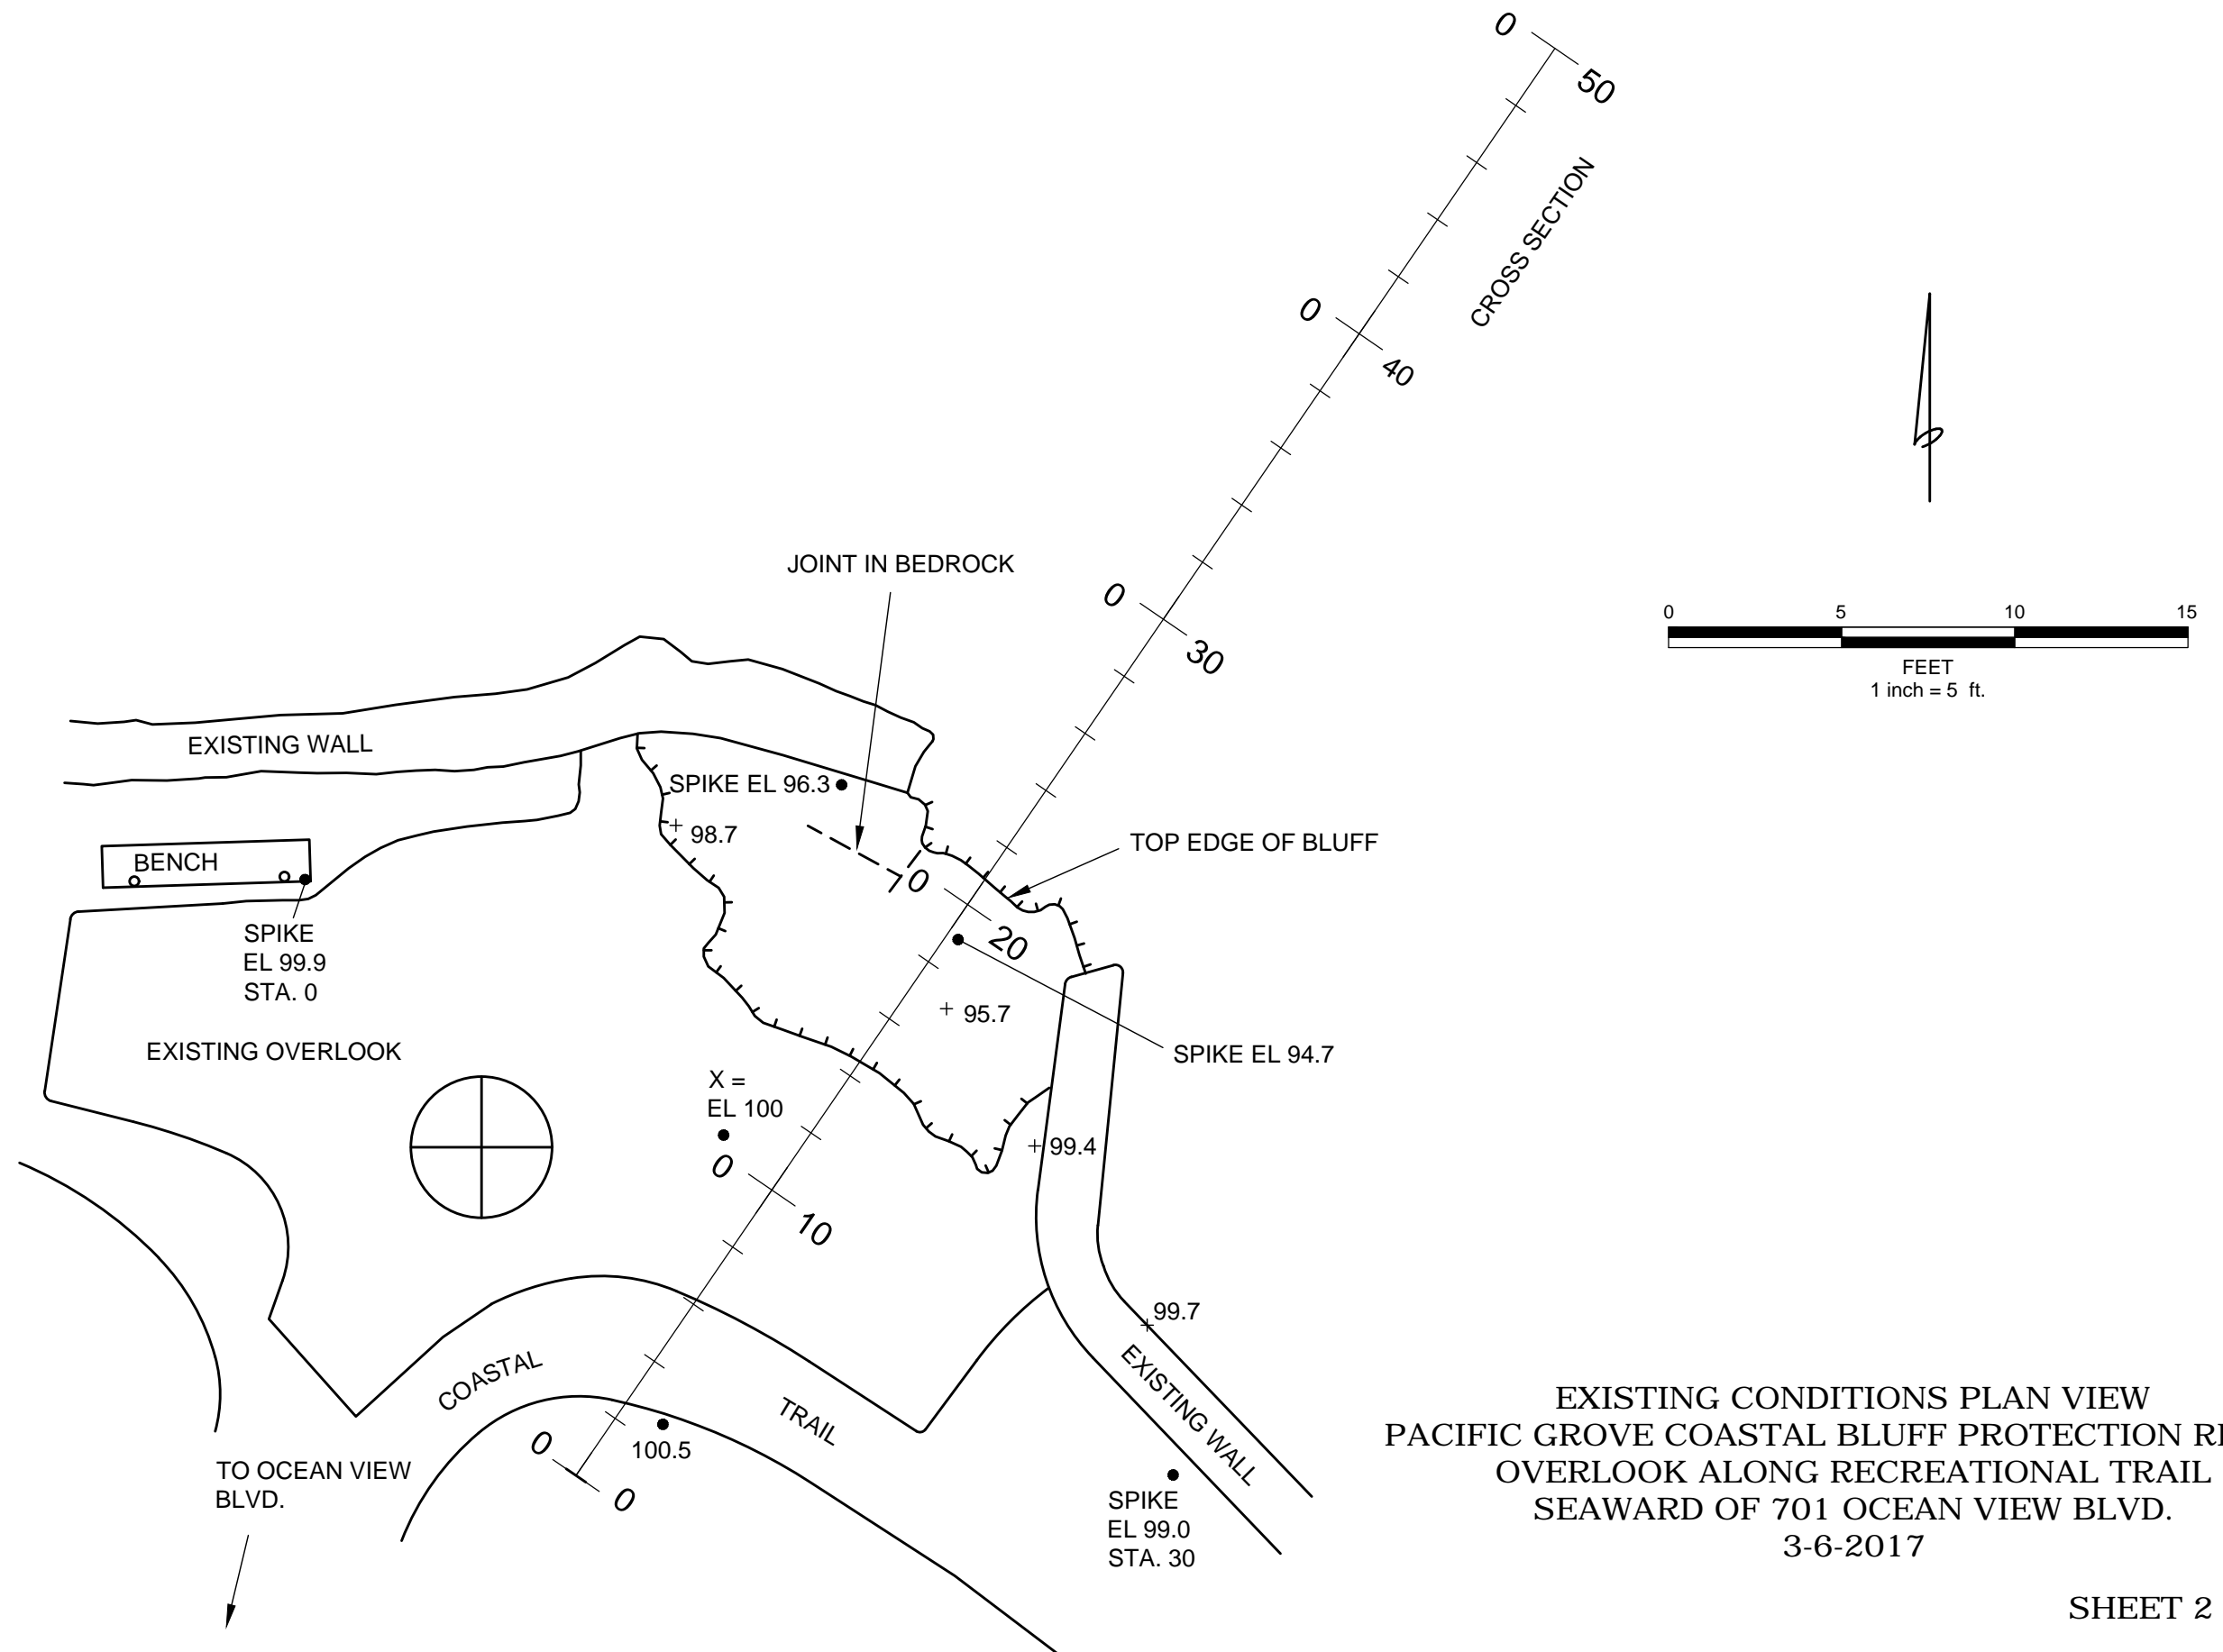 0
50
CROSS SECTION
0
40
JOINT IN BEDROCK
0
30
0 5 10 15
FEET
1 inch = 5 ft.
EXISTING WALL
SPIKE EL 96.3
98.7
TOP EDGE OF BLUFF
BENCH
70
0
20
SPIKE
EL 99.9
STA. 0
95.7
EXISTING OVERLOOK
SPIKE EL 94.7
X =
EL 100
99.4
0
10
99.7
COASTAL
TRAIL
EXISTING WALL
0
0
100.5
TO OCEAN VIEW
BLVD.
SPIKE
EL 99.0
STA. 30
EXISTING CONDITIONS PLAN VIEW
PACIFIC GROVE COASTAL BLUFF PROTECTION
OVERLOOK ALONG RECREATIONAL TRAIL
SEAWARD OF 701 OCEAN VIEW BLVD.
3-6-2017
SHEET 2